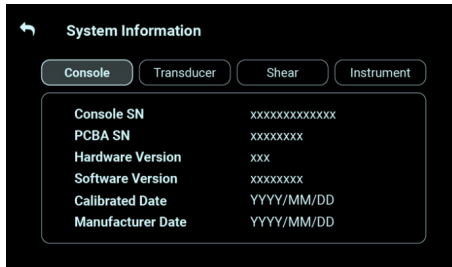 System Information
Console Transducer Shear Instrument
Console SN xxxxxxxxxxxxx
PCBA SN xxxxxxxx
Hardware Version xxx
Software Version xxxxxxxx
Calibrated Date YYYY/MM/DD
Manufacturer Date YYYY/MM/DD